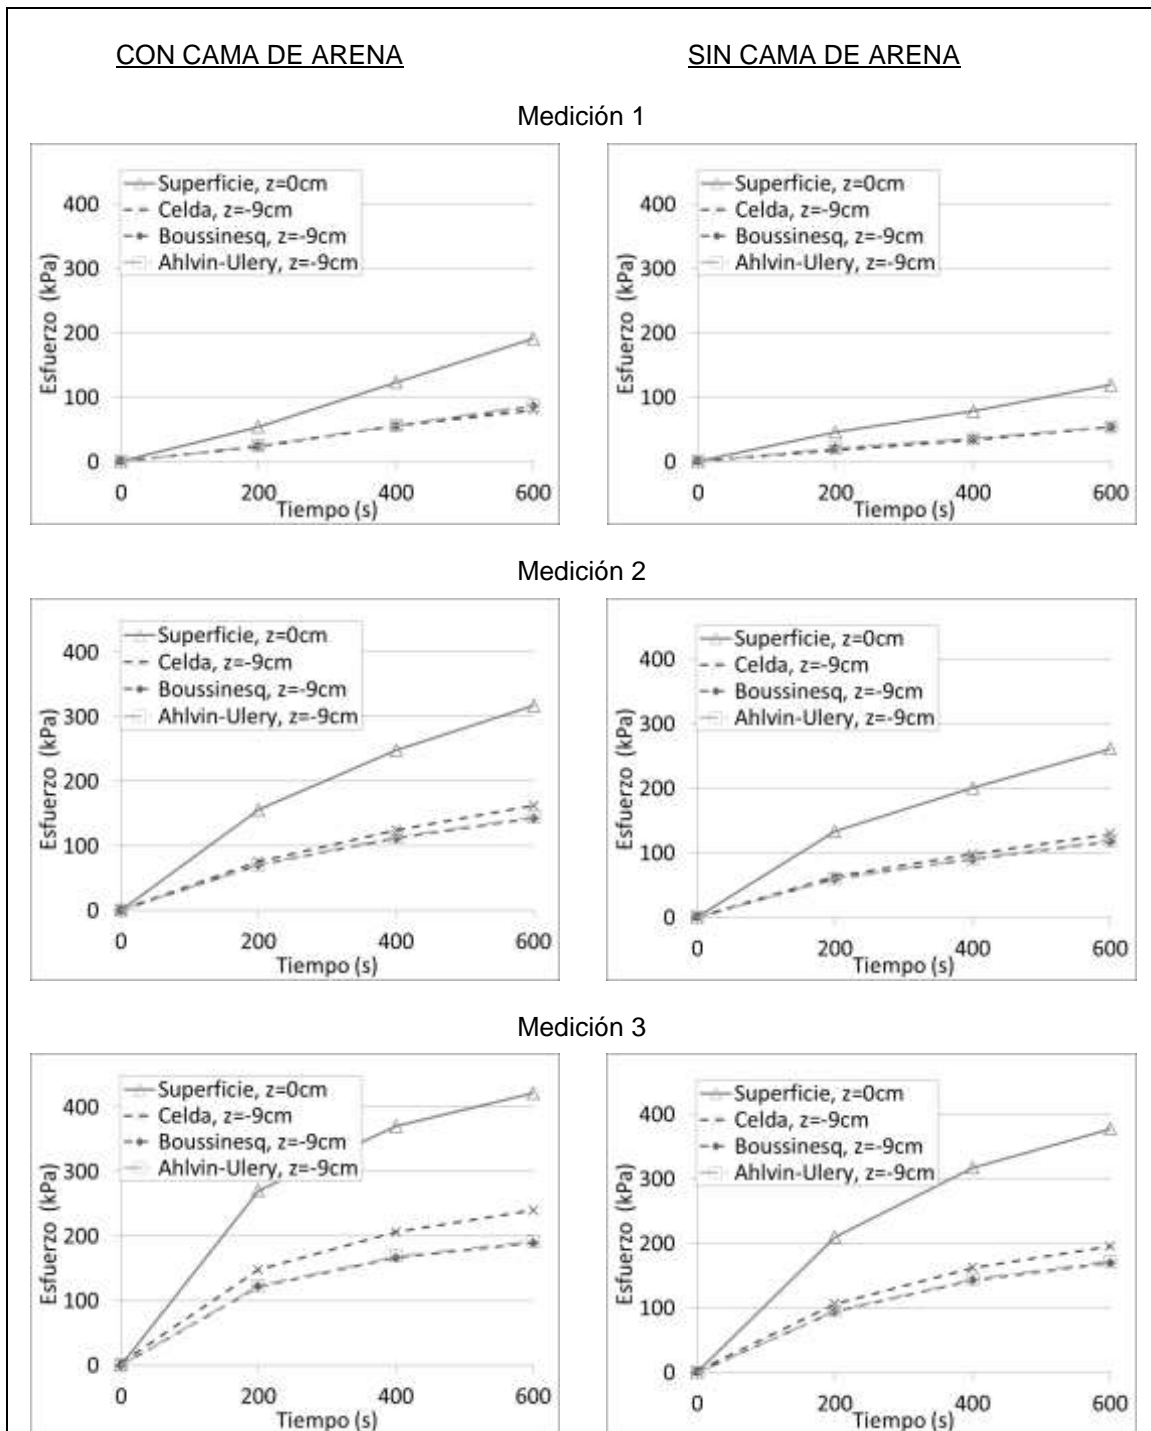 CON CAMA DE ARENA
SIN CAMA DE ARENA
Medición 1
Superficie, z=0cm
Celda, z=-9cm
Boussinesq, z=-9cm
Ahlvin-Ulery, z=-9cm
Esfuerzo (kPa)
400
300
200
100
0
0 200 400 600
Tiempo (s)
Superficie, z=0cm
Celda, z=-9cm
Boussinesq, z=-9cm
Ahlvin-Ulery, z=-9cm
Esfuerzo (kPa)
400
300
200
100
0
0 200 400 600
Tiempo (s)
Medición 2
Superficie, z=0cm
Celda, z=-9cm
Boussinesq, z=-9cm
Ahlvin-Ulery, z=-9cm
Esfuerzo (kPa)
400
300
200
100
0
0 200 400 600
Tiempo (s)
Superficie, z=0cm
Celda, z=-9cm
Boussinesq, z=-9cm
Ahlvin-Ulery, z=-9cm
Esfuerzo (kPa)
400
300
200
100
0
0 200 400 600
Tiempo (s)
Medición 3
Superficie, z=0cm
Celda, z=-9cm
Boussinesq, z=-9cm
Ahlvin-Ulery, z=-9cm
Esfuerzo (kPa)
400
300
200
100
0
0 200 400 600
Tiempo (s)
Superficie, z=0cm
Celda, z=-9cm
Boussinesq, z=-9cm
Ahlvin-Ulery, z=-9cm
Esfuerzo (kPa)
400
300
200
100
0
0 200 400 600
Tiempo (s)